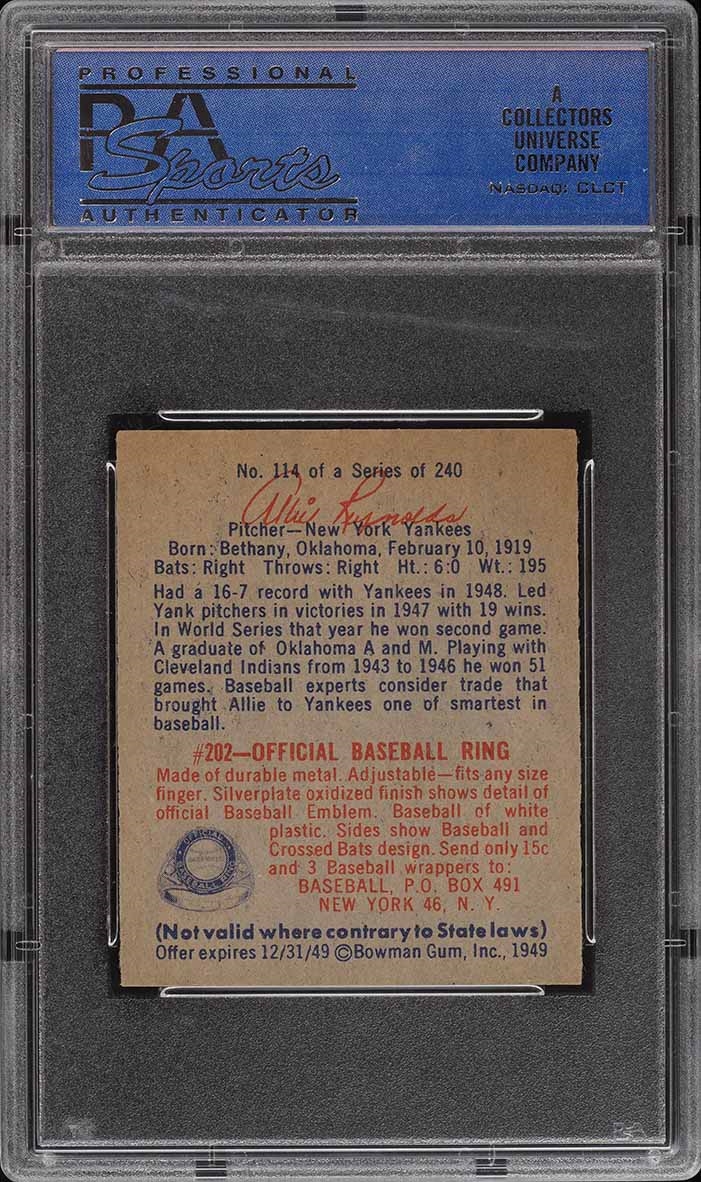 PROFESSIONAL
PSA
Sports
AUTHENTICATOR
A
COLLECTORS
UNIVERSE
COMPANY
NASDAQ: CLCT
No. 114 of a Series of 240
Allie Reynolds
Pitcher—New York Yankees
Born: Bethany, Oklahoma, February 10, 1919
Bats: Right Throws: Right Ht.: 6:0 Wt.: 195
Had a 16-7 record with Yankees in 1948. Led
Yank pitchers in victories in 1947 with 19 wins.
In World Series that year he won second game.
A graduate of Oklahoma A and M. Playing with
Cleveland Indians from 1943 to 1946 he won 51
games. Baseball experts consider trade that
brought Allie to Yankees one of smartest in
baseball.
#202—OFFICIAL BASEBALL RING
Made of durable metal. Adjustable—fits any size
finger. Silverplate oxidized finish shows detail of
official Baseball Emblem. Baseball of white
plastic. Sides show Baseball and
Crossed Bats design. Send only 15c
and 3 Baseball wrappers to:
BASEBALL, P.O. BOX 491
NEW YORK 46, N. Y.
OFFICIAL
BASEBALL RING
(Not valid where contrary to State laws)
Offer expires 12/31/49 ©Bowman Gum, Inc., 1949
PSA